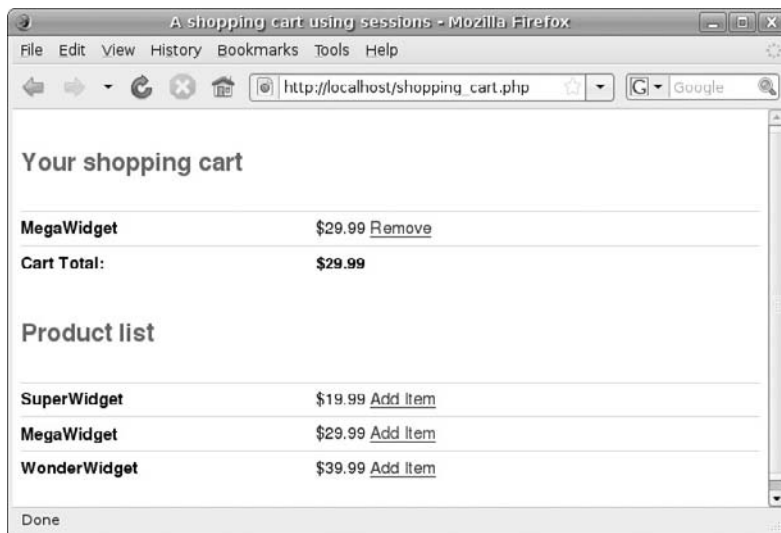 A shopping cart using sessions - Mozilla Firefox
File Edit View History Bookmarks Tools Help
http://localhost/shopping_cart.php G Google
Your shopping cart
MegaWidget $29.99 Remove
Cart Total: $29.99
Product list
SuperWidget $19.99 Add Item
MegaWidget $29.99 Add Item
WonderWidget $39.99 Add Item
Done